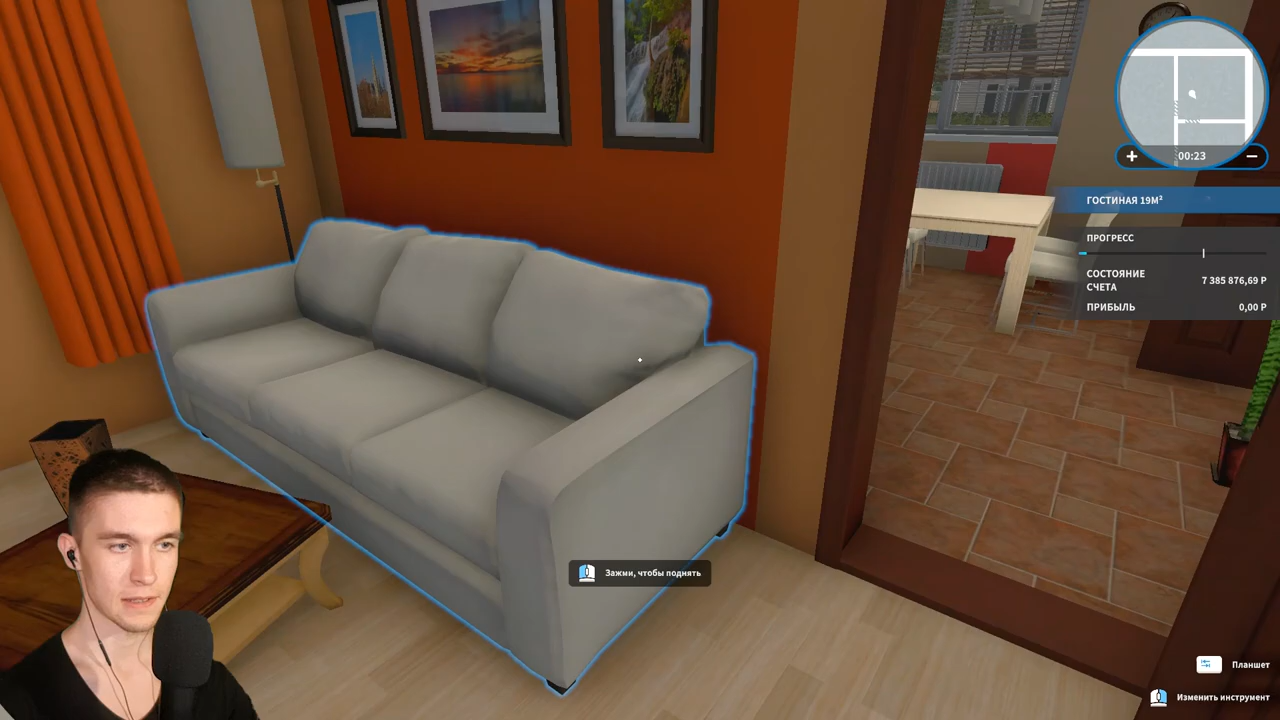 + 00:23 −
ГОСТИНАЯ 19М²
ПРОГРЕСС
СОСТОЯНИЕ
СЧЕТА
7 385 876,69 Р
ПРИБЫЛЬ 0,00 Р
Зажми, чтобы поднять
Планшет
Изменить инструмент